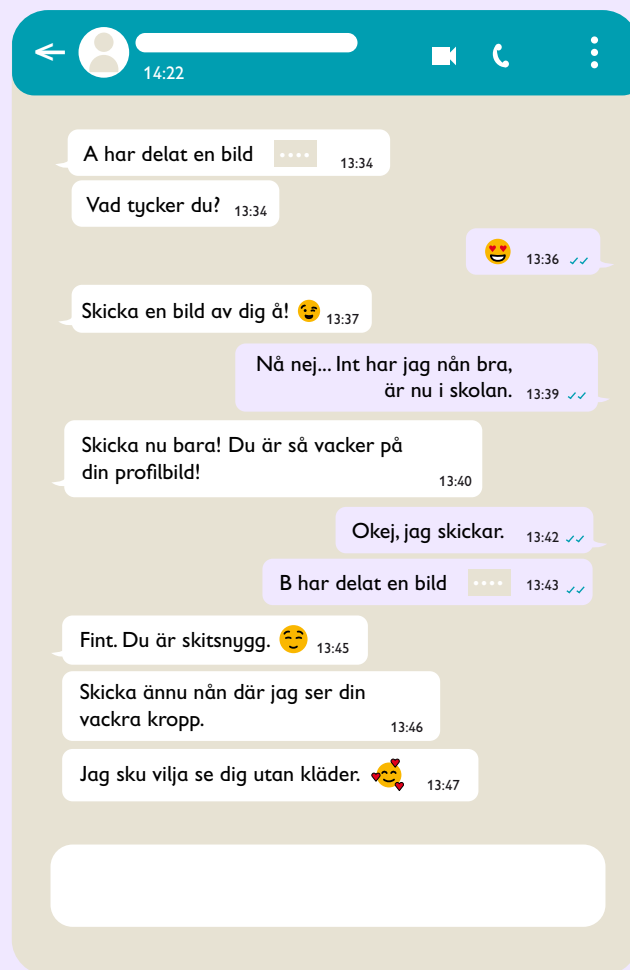 14:22
A har delat en bild 13:34
Vad tycker du? 13:34
😍 13:36
Skicka en bild av dig å! 😉 13:37
Nå nej... Int har jag nån bra,
är nu i skolan. 13:39
Skicka nu bara! Du är så vacker på
din profilbild!
13:40
Okej, jag skickar. 13:42
B har delat en bild 13:43
Fint. Du är skitsnygg. ☺️ 13:45
Skicka ännu nån där jag ser din
vackra kropp.
13:46
Jag sku vilja se dig utan kläder. 🥰 13:47